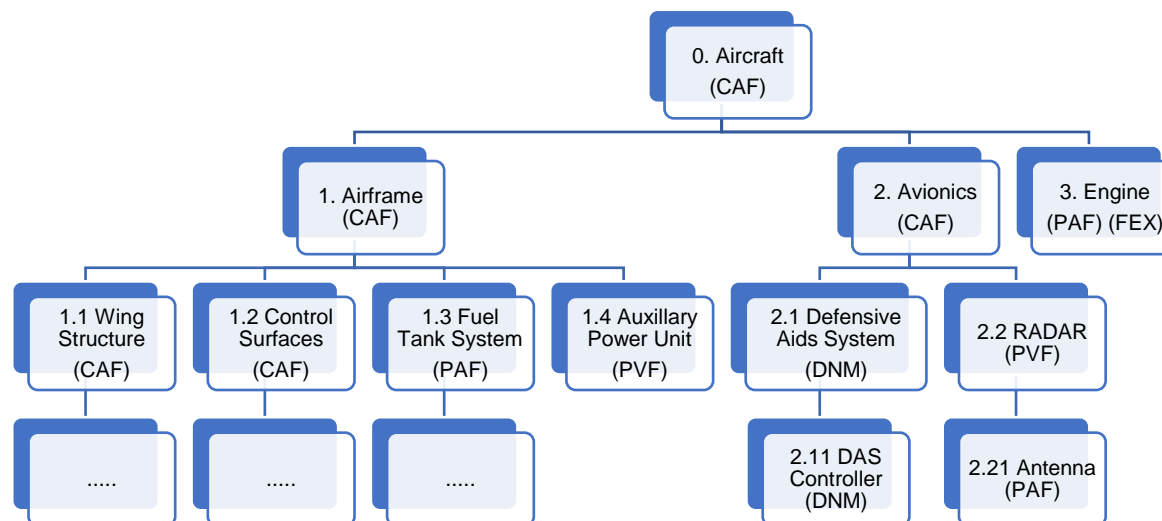 0. Aircraft
(CAF)
1. Airframe
(CAF)
2. Avionics
(CAF)
3. Engine
(PAF) (FEX)
1.1 Wing
Structure
(CAF)
1.2 Control
Surfaces
(CAF)
1.3 Fuel
Tank System
(PAF)
1.4 Auxillary
Power Unit
(PVF)
2.1 Defensive
Aids System
(DNM)
2.2 RADAR
(PVF)
.....
.....
.....
2.11 DAS
Controller
(DNM)
2.21 Antenna
(PAF)